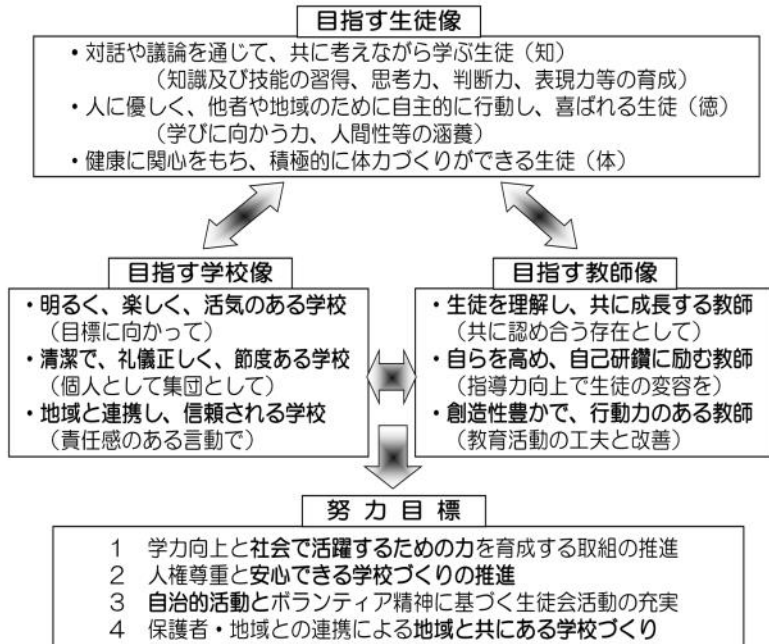 目指す生徒像
・対話や議論を通じて、共に考えながら学ぶ生徒（知）
（知識及び技能の習得、思考力、判断力、表現力等の育成）
・人に優しく、他者や地域のために自主的に行動し、喜ばれる生徒（徳）
（学びに向かう力、人間性等の涵養）
・健康に関心をもち、積極的に体力づくりができる生徒（体）
目指す学校像
・明るく、楽しく、活気のある学校
（目標に向かって）
・清潔で、礼儀正しく、節度ある学校
（個人として集団として）
・地域と連携し、信頼される学校
（責任感のある言動で）
目指す教師像
・生徒を理解し、共に成長する教師
（共に認め合う存在として）
・自らを高め、自己研鑽に励む教師
（指導力向上で生徒の変容を）
・創造性豊かで、行動力のある教師
（教育活動の工夫と改善）
努力目標
1 学力向上と社会で活躍するための力を育成する取組の推進
2 人権尊重と安心できる学校づくりの推進
3 自治的活動とボランティア精神に基づく生徒会活動の充実
4 保護者・地域との連携による地域と共にある学校づくり